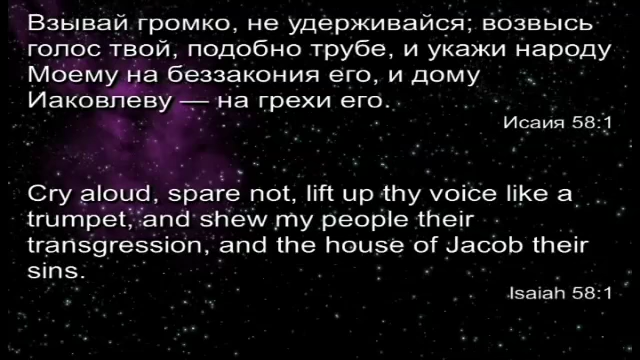 Взывай громко, не удерживайся; возвысь
голос твой, подобно трубе, и укажи народу
Моему на беззакония его, и дому
Иаковлеву — на грехи его.
Исаия 58:1
Cry aloud, spare not, lift up thy voice like a
trumpet, and shew my people their
transgression, and the house of Jacob their
sins.
Isaiah 58:1